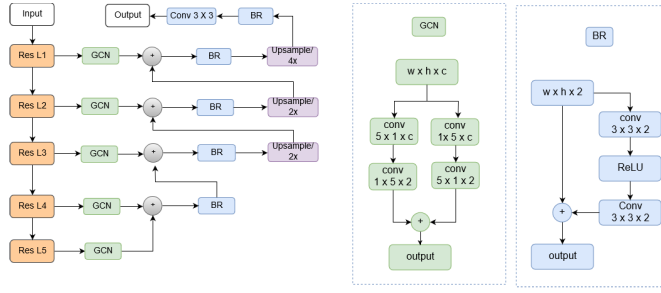 Input
Output
Conv 3 X 3
BR
Res L1
GCN
+
BR
Upsample/
4x
Res L2
GCN
+
BR
Upsample/
2x
Res L3
GCN
+
BR
Upsample/
2x
Res L4
GCN
+
BR
Res L5
GCN
GCN
w x h x c
conv
5 x 1 x c
conv
1x 5 x c
conv
1 x 5 x 2
conv
5 x 1 x 2
+
output
BR
w x h x 2
conv
3 x 3 x 2
ReLU
Conv
3 x 3 x 2
+
output